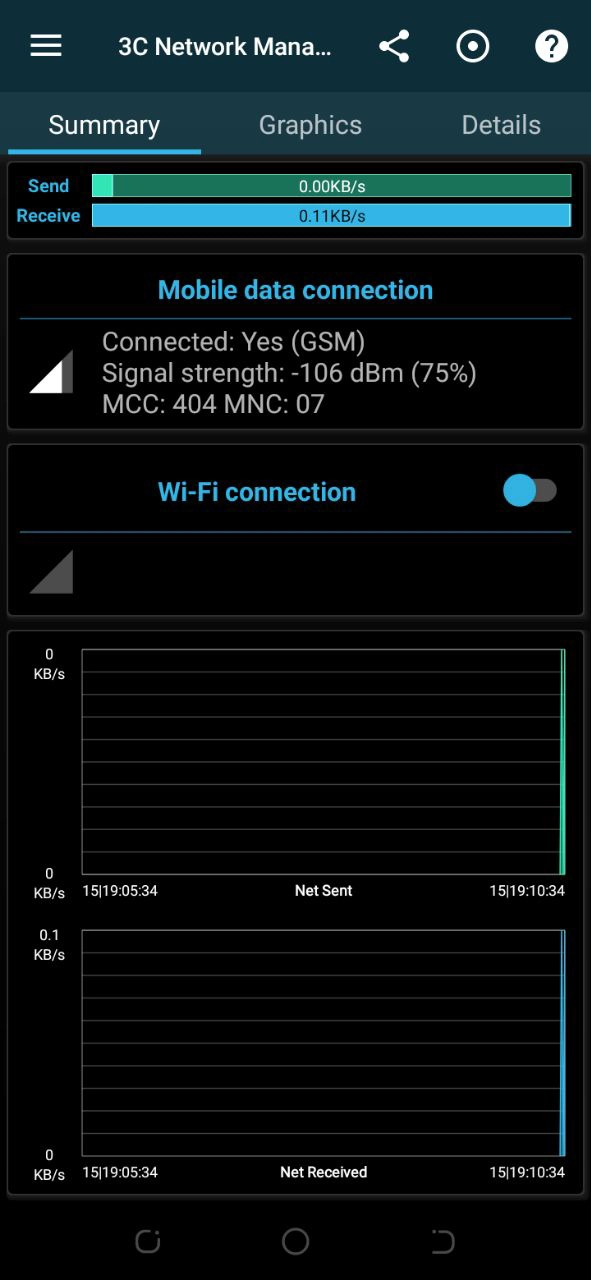 3C Network Mana...
Summary
Graphics
Details
Send
0.00KB/s
Receive
0.11KB/s
Mobile data connection
Connected: Yes (GSM)
Signal strength: -106 dBm (75%)
MCC: 404 MNC: 07
Wi-Fi connection
0
KB/s
0
KB/s
15|19:05:34
Net Sent
15|19:10:34
0.1
KB/s
0
KB/s
15|19:05:34
Net Received
15|19:10:34